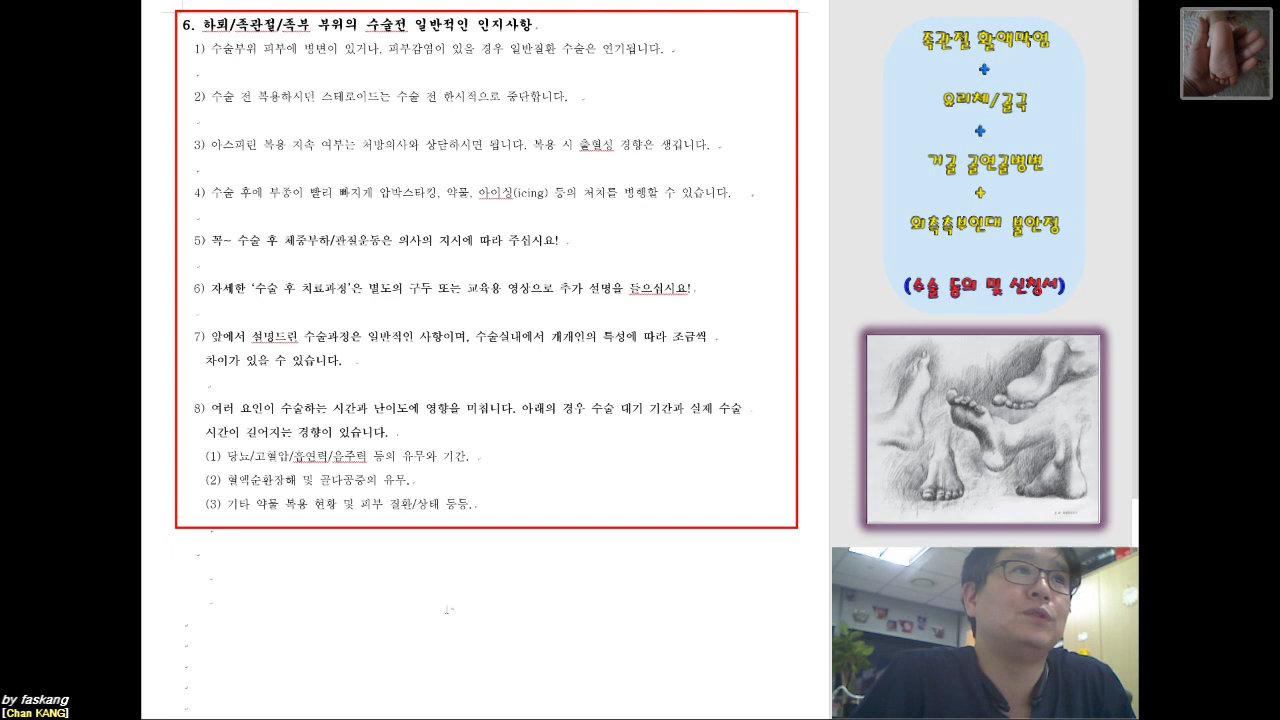 6. 하퇴/족관절/족부 부위의 수술전 일반적인 인지사항
1) 수술부위 피부에 병변이 있거나, 피부감염이 있을 경우 일반질환 수술은 연기됩니다.
2) 수술 전 복용하시던 스테로이드는 수술 전 한시적으로 중단합니다.
3) 아스피린 복용 지속 여부는 처방의사와 상담하시면 됩니다. 복용 시 출혈성 경향은 생깁니다.
4) 수술 후에 부종이 빨리 빠지게 압박스타킹, 약물, 아이싱(icing) 등의 처치를 병행할 수 있습니다.
5) 꼭~ 수술 후 체중부하/관절운동은 의사의 지시에 따라 주십시요!
6) 자세한 '수술 후 치료과정'은 별도의 구두 또는 교육용 영상으로 추가 설명을 들으십시요!
7) 앞에서 설명드린 수술과정은 일반적인 사항이며, 수술실내에서 개개인의 특성에 따라 조금씩
차이가 있을 수 있습니다.
8) 여러 요인이 수술하는 시간과 난이도에 영향을 미칩니다. 아래의 경우 수술 대기 기간과 실제 수술
시간이 길어지는 경향이 있습니다.
(1) 당뇨/고혈압/흡연력/음주력 등의 유무와 기간.
(2) 혈액순환장해 및 골다공증의 유무.
(3) 기타 약물 복용 현황 및 피부 질환/상태 등등.
족관절 활액막염
+
유리체/골극
+
거골 골연골병변
+
외측측부인대 불안정
(수술 동의 및 신청서)
by faskang
[Chan KANG]